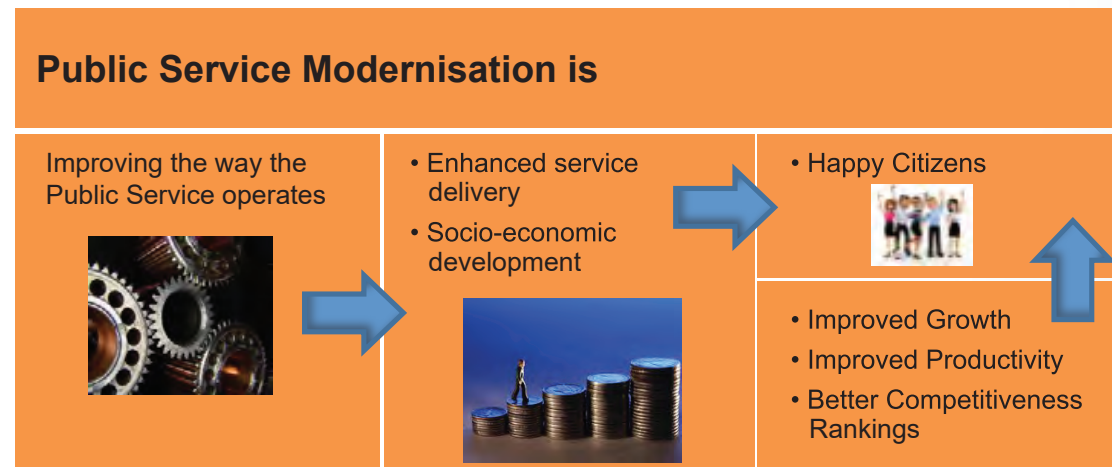 Public Service Modernisation is
Improving the way the
Public Service operates
• Enhanced service
delivery
• Socio-economic
development
• Happy Citizens
• Improved Growth
• Improved Productivity
• Better Competitiveness
Rankings